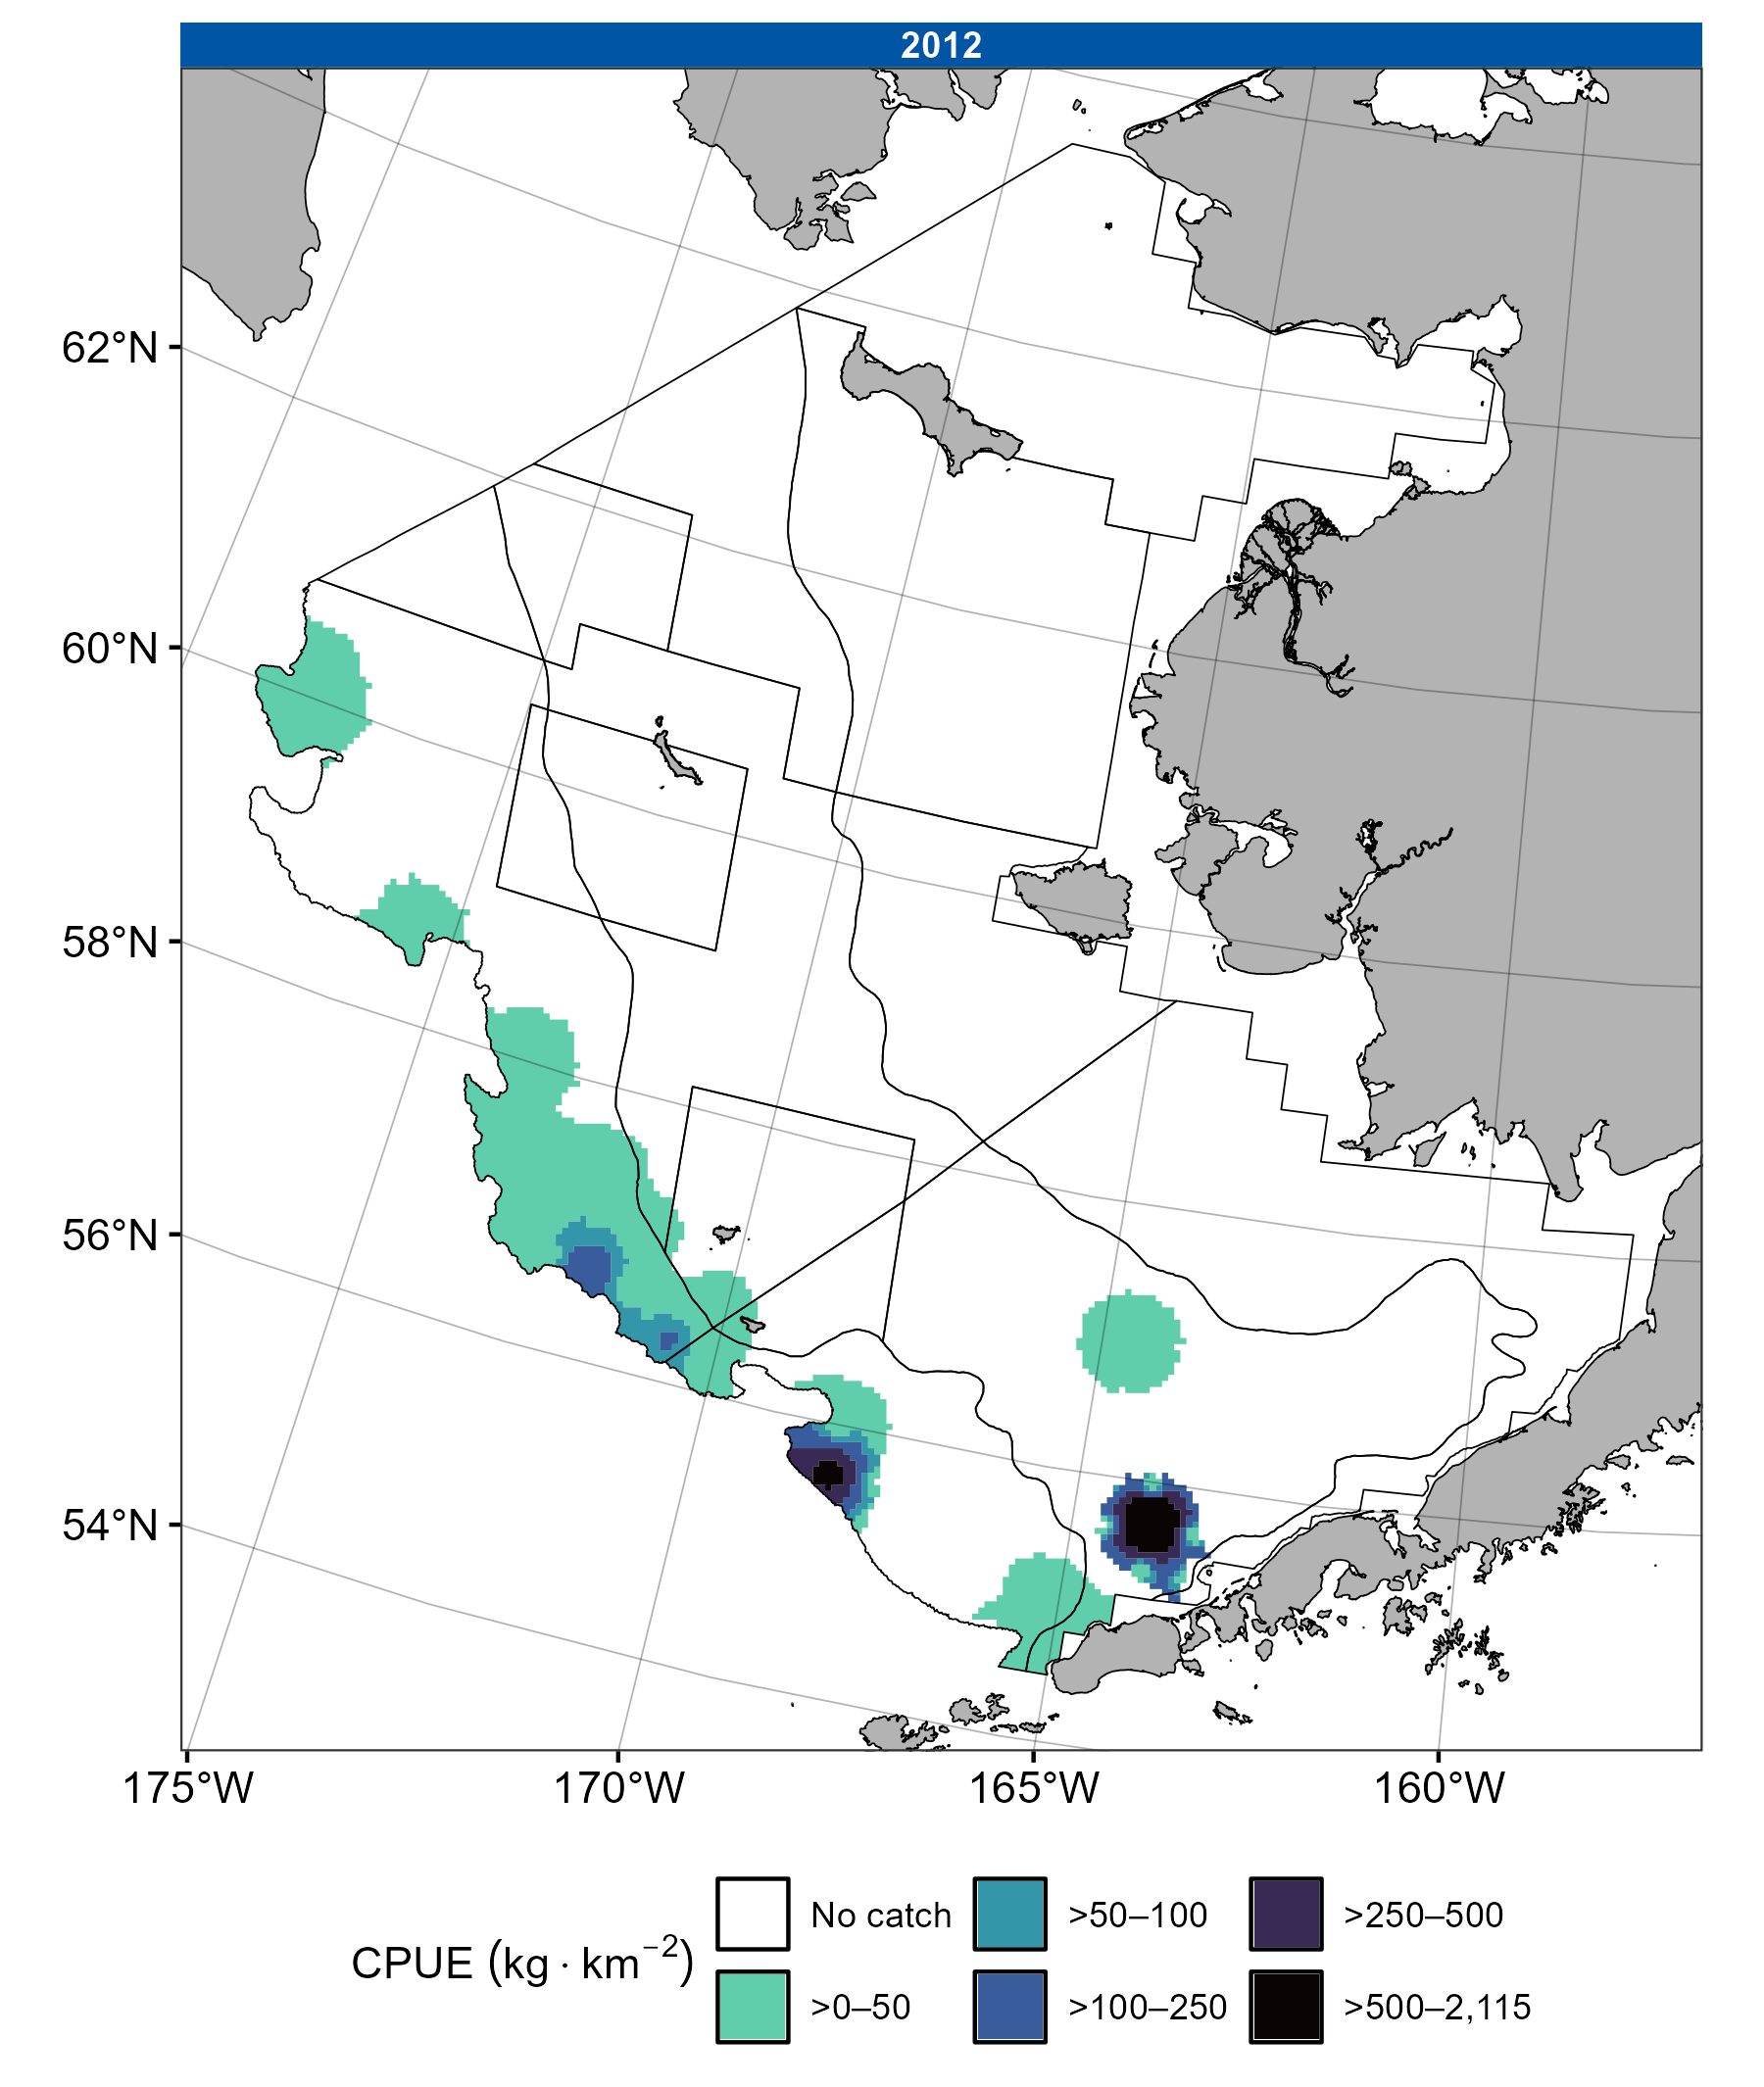 2012
62°N
60°N
58°N
56°N
54°N
175°W 170°W 165°W 160°W
CPUE (kg · km⁻²)
No catch >50–100 >250–500
>0–50 >100–250 >500–2,115